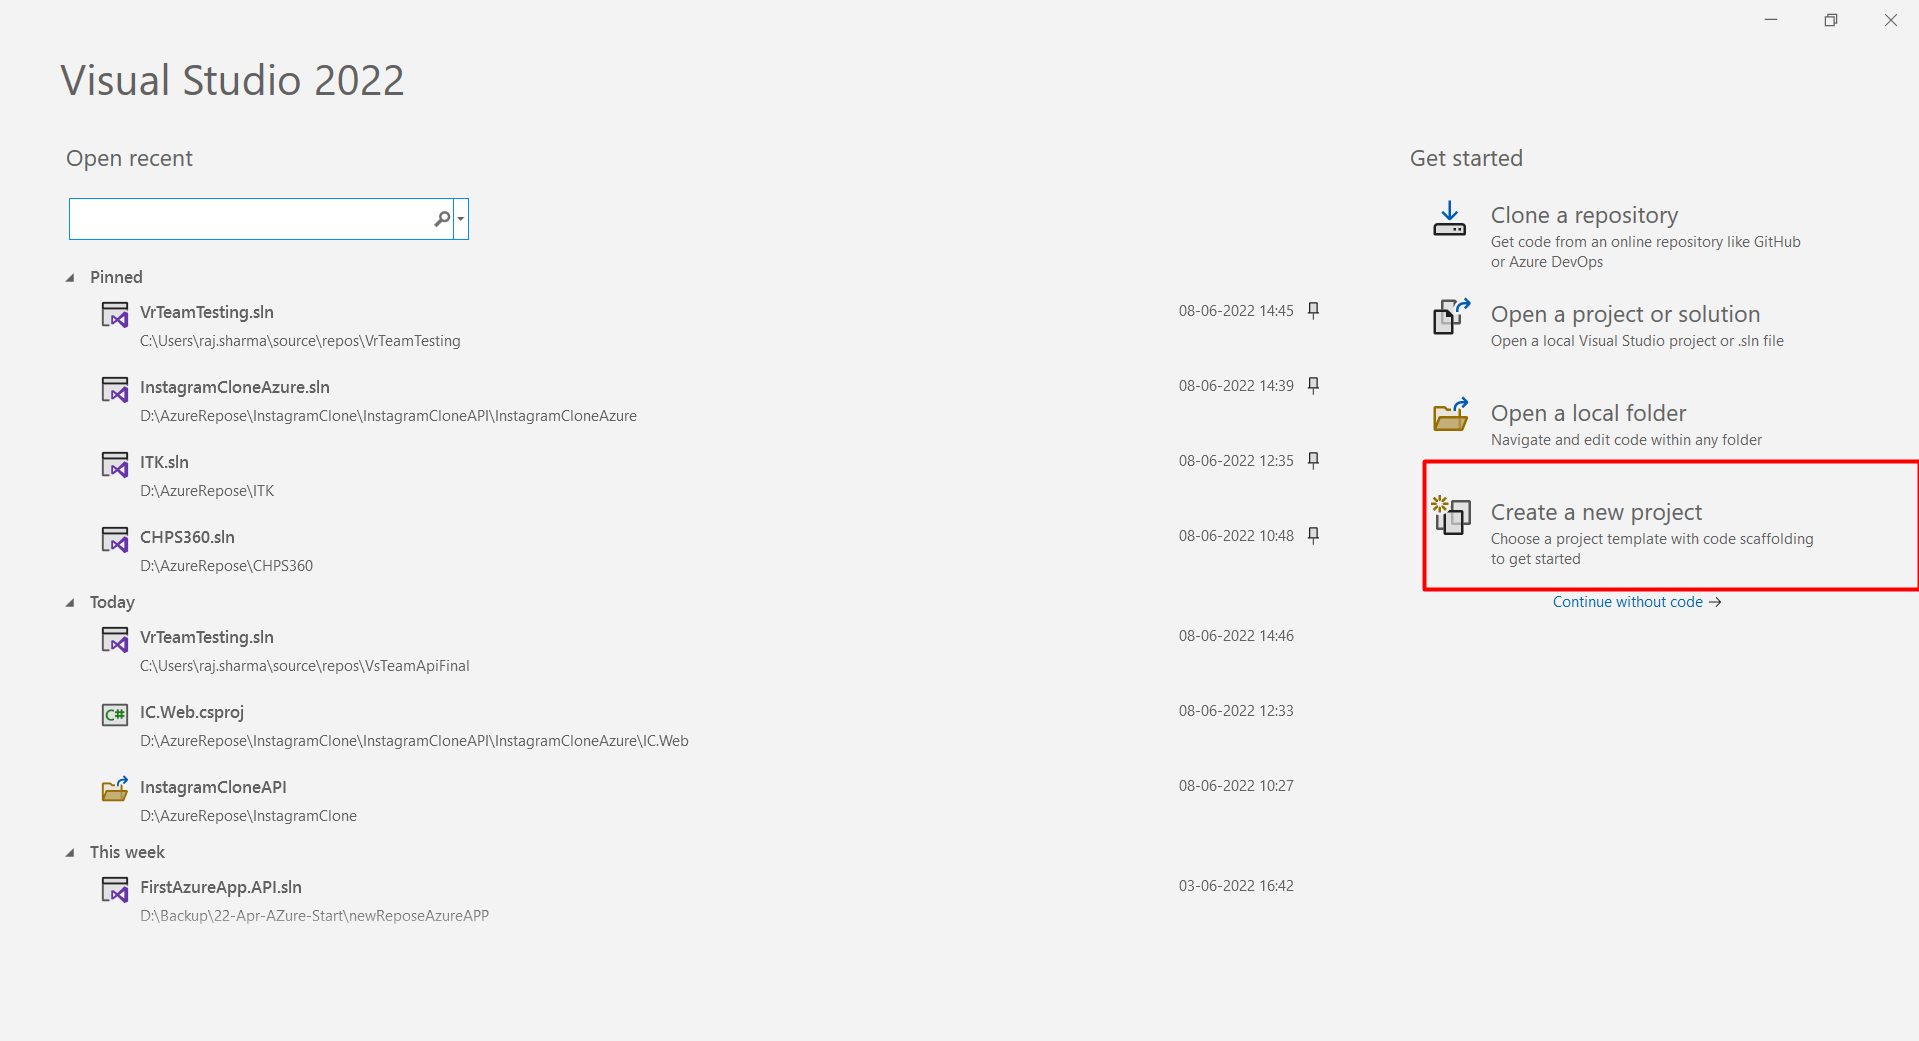 Visual Studio 2022
Open recent
Pinned
VrTeamTesting.sln
08-06-2022 14:45
C:\Users\raj.sharma\source\repos\VrTeamTesting
InstagramCloneAzure.sln
08-06-2022 14:39
D:\AzureRepose\InstagramClone\InstagramCloneAPI\InstagramCloneAzure
ITK.sln
08-06-2022 12:35
D:\AzureRepose\ITK
CHPS360.sln
08-06-2022 10:48
D:\AzureRepose\CHPS360
Today
VrTeamTesting.sln
08-06-2022 14:46
C:\Users\raj.sharma\source\repos\VsTeamApiFinal
C#
IC.Web.csproj
08-06-2022 12:33
D:\AzureRepose\InstagramClone\InstagramCloneAPI\InstagramCloneAzure\IC.Web
InstagramCloneAPI
08-06-2022 10:27
D:\AzureRepose\InstagramClone
This week
FirstAzureApp.API.sln
03-06-2022 16:42
D:\Backup\22-Apr-AZure-Start\newReposeAzureAPP
Get started
Clone a repository
Get code from an online repository like GitHub
or Azure DevOps
Open a project or solution
Open a local Visual Studio project or .sln file
Open a local folder
Navigate and edit code within any folder
Create a new project
Choose a project template with code scaffolding
to get started
Continue without code →